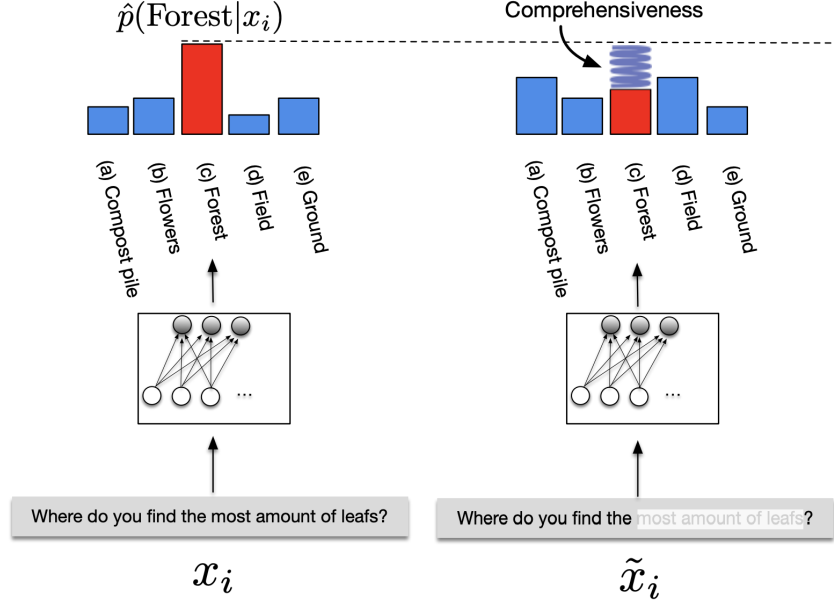 p̂(Forest|xᵢ)
Comprehensiveness
(a) Compost pile
(b) Flowers
(c) Forest
(d) Field
(e) Ground
(a) Compost pile
(b) Flowers
(c) Forest
(d) Field
(e) Ground
...
...
Where do you find the most amount of leafs?
Where do you find the most amount of leafs?
xᵢ
x̃ᵢ